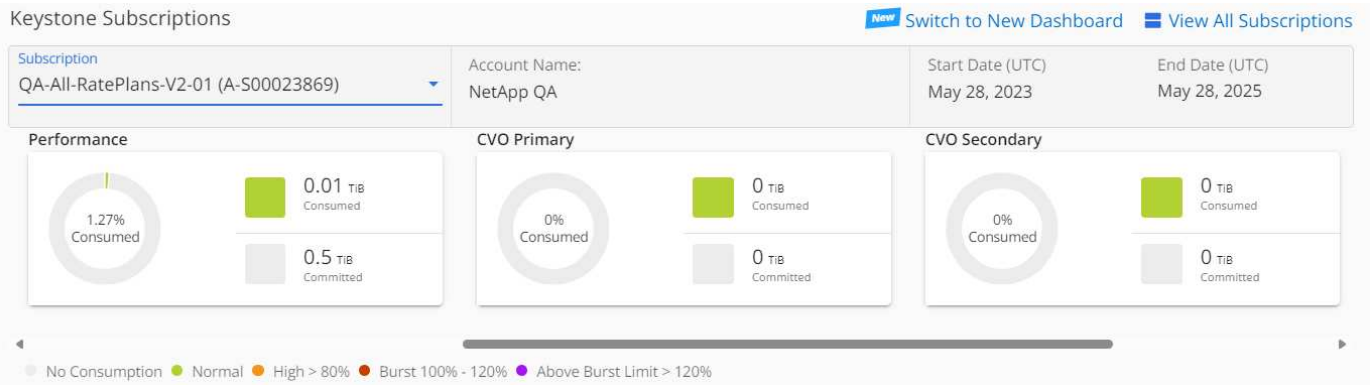 Keystone Subscriptions
New Switch to New Dashboard View All Subscriptions
Subscription
QA-All-RatePlans-V2-01 (A-S00023869)
Account Name:
NetApp QA
Start Date (UTC)
May 28, 2023
End Date (UTC)
May 28, 2025
Performance
1.27%
Consumed
0.01 TiB
Consumed
0.5 TiB
Committed
CVO Primary
0%
Consumed
0 TiB
Consumed
0 TiB
Committed
CVO Secondary
0%
Consumed
0 TiB
Consumed
0 TiB
Committed
No Consumption Normal High > 80% Burst 100% - 120% Above Burst Limit > 120%